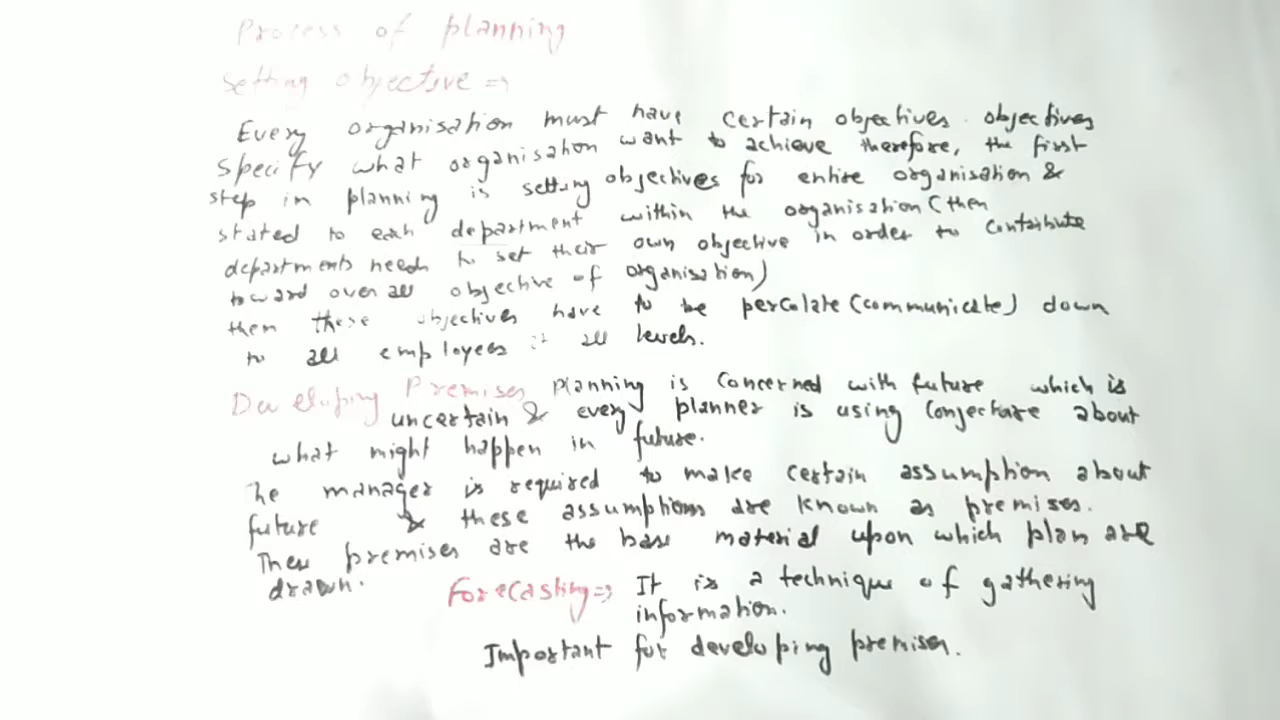 Process of planning
Setting objective =>
Every organisation must have certain objectives. objectives
specify what organisation want to achieve therefore, the first
step in planning is setting objectives for entire organisation &
stated to each department within the organisation (then
departments need to set their own objective in order to contribute
toward over all objective of organisation)
then these objectives have to be percolate (communicate) down
to all employees at all levels.
Developing Premises planning is concerned with future which is
uncertain & every planner is using conjecture about
what might happen in future.
The manager is required to make certain assumption about
future & these assumptions are known as premises.
These premises are the base material upon which plan are
drawn.
Forecasting => It is a technique of gathering
information.
Important for developing premises.